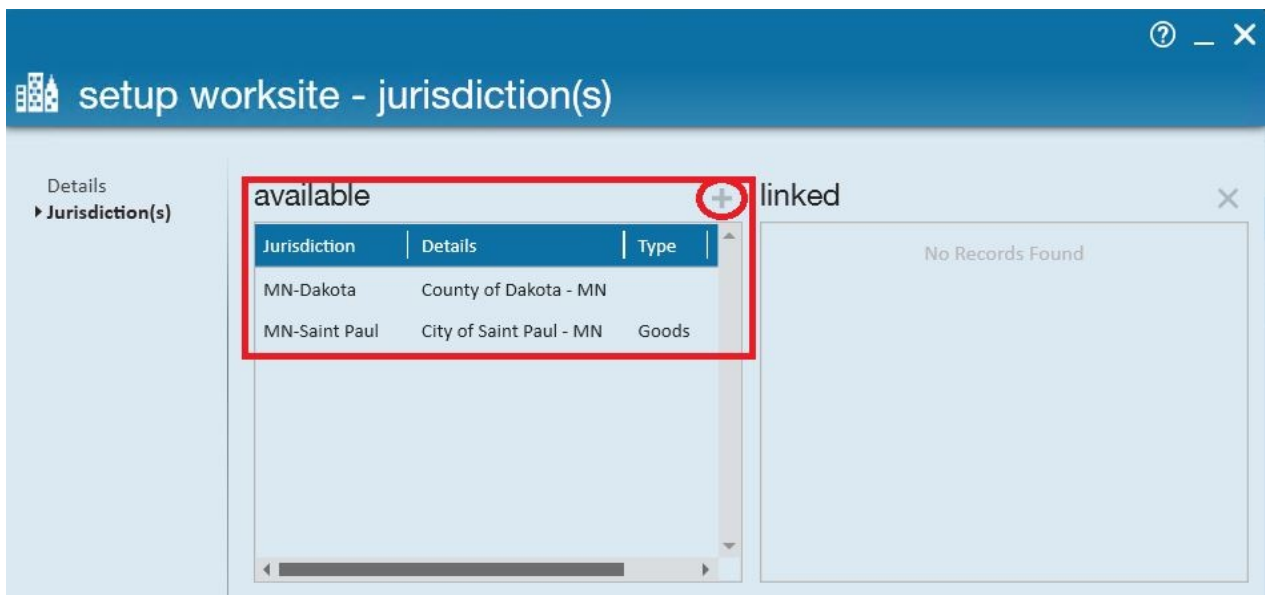 setup worksite - jurisdiction(s)
Details
Jurisdiction(s)
available
Jurisdiction Details Type
MN-Dakota County of Dakota - MN
MN-Saint Paul City of Saint Paul - MN Goods
linked
No Records Found